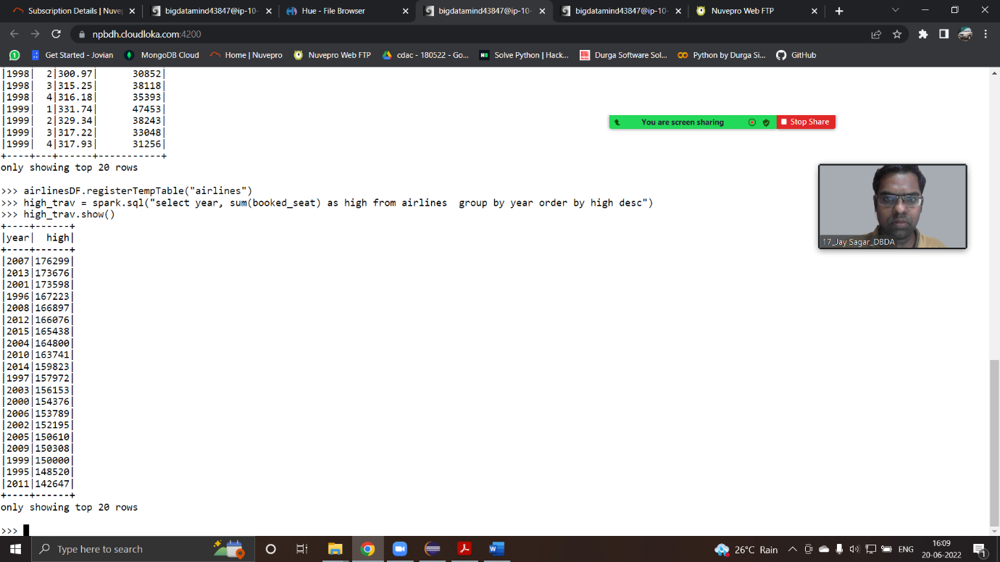 Subscription Details | Nuvep
bigdatamind43847@ip-10-
Hue - File Browser
bigdatamind43847@ip-10-
bigdatamind43847@ip-10-
Nuvepro Web FTP
npbdh.cloudloka.com:4200
Get Started - Jovian
MongoDB Cloud
Home | Nuvepro
Nuvepro Web FTP
cdac - 180522 - Go...
Solve Python | Hack...
Durga Software Sol...
Python by Durga Si...
GitHub
|1998|  2|300.97|      30852|
|1998|  3|315.25|      38118|
|1998|  4|316.18|      35393|
|1999|  1|331.74|      47453|
|1999|  2|329.34|      38243|
|1999|  3|317.22|      33048|
|1999|  4|317.93|      31256|
+----+---+------+-----------+
only showing top 20 rows
You are screen sharing
Stop Share
>>> airlinesDF.registerTempTable("airlines")
>>> high_trav = spark.sql("select year, sum(booked_seat) as high from airlines  group by year order by high desc")
>>> high_trav.show()
+----+------+
|year|  high|
+----+------+
|2007|176299|
|2013|173676|
|2001|173598|
|1996|167223|
|2008|166897|
|2012|166076|
|2015|165438|
|2004|164800|
|2010|163741|
|2014|159823|
|1997|157972|
|2003|156153|
|2000|154376|
|2006|153789|
|2002|152195|
|2005|150610|
|2009|150308|
|1999|150000|
|1995|148520|
|2011|142647|
+----+------+
only showing top 20 rows
>>>
17_Jay Sagar_DBDA
Type here to search
26°C Rain
ENG
16:09
20-06-2022
1